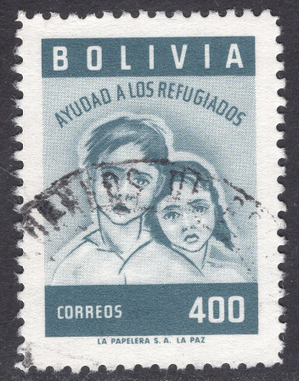 BOLIVIA
AYUDAD A LOS REFUGIADOS
CORREOS 400
LA PAPELERA S. A. LA PAZ